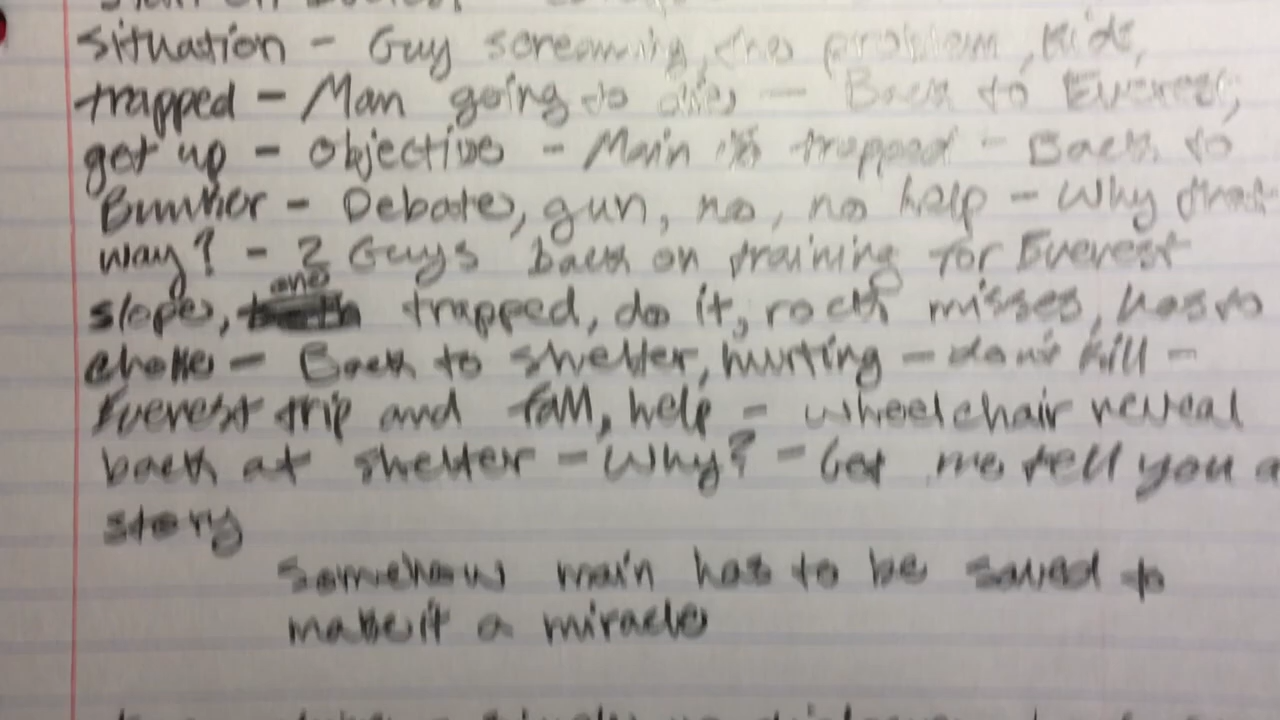 situation - Guy screaming, the problem, kids,
trapped - Man going to die, - Back to Everest,
get up - Objective - Main is trapped - Back to
Bunker - Debate, gun, no, no help - Why that
way? - 2 Guys back on training for Everest
slope, and trapped, do it, rock misses, has to
choke - Back to shelter, hurting - don't kill -
Everest trip and fall, help - wheelchair reveal
back at shelter - Why? - Let me tell you a
story
Somehow main has to be saved to
make it a miracle